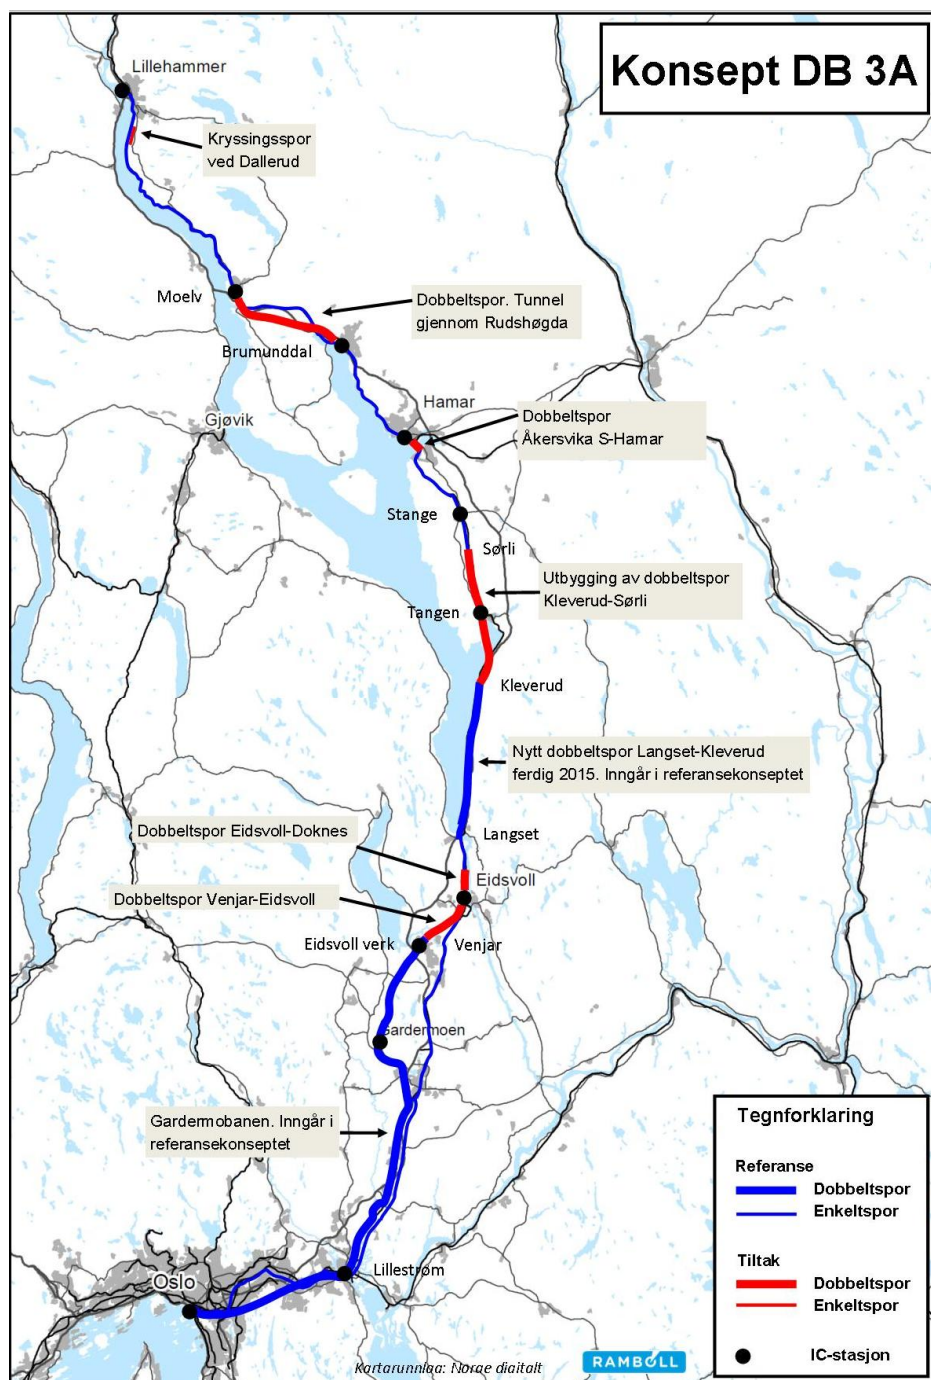 Konsept DB 3A
Lillehammer
Kryssingsspor
ved Dallerud
Moelv
Dobbeltspor. Tunnel
gjennom Rudshøgda
Brumunddal
Hamar
Gjøvik
Dobbeltspor
Åkersvika S-Hamar
Stange
Sørli
Utbygging av dobbeltspor
Kleverud-Sørli
Tangen
Kleverud
Nytt dobbeltspor Langset-Kleverud
ferdig 2015. Inngår i referansekonseptet
Dobbeltspor Eidsvoll-Doknes
Langset
Eidsvoll
Dobbeltspor Venjar-Eidsvoll
Eidsvoll verk
Venjar
Gardermoen
Gardermobanen. Inngår i
referansekonseptet
Tegnforklaring
Referanse
Dobbeltspor
Enkeltspor
Tiltak
Dobbeltspor
Enkeltspor
IC-stasjon
Lillestrøm
Oslo
Kartgrunnlag: Norge digitalt
RAMBOLL